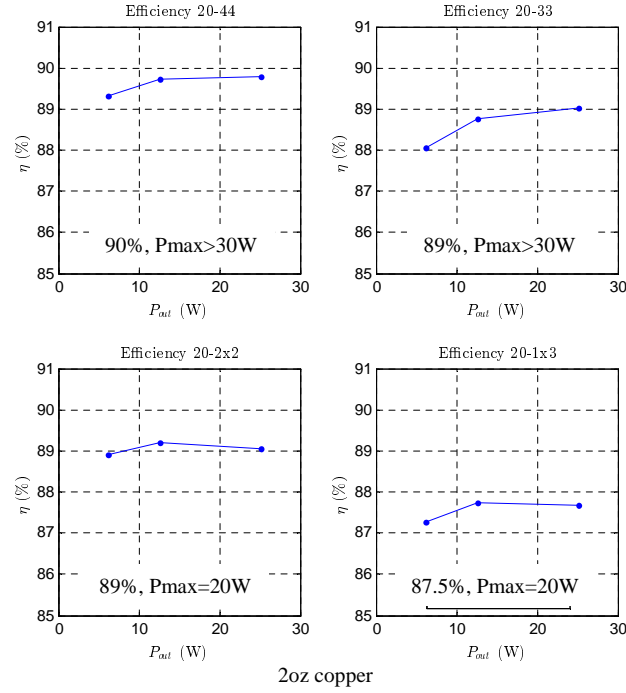 Efficiency 20-44
91
90
89
88
87
86
85
η (%)
90%, Pmax>30W
0 10 20 30
P_out (W)
Efficiency 20-33
91
90
89
88
87
86
85
η (%)
89%, Pmax>30W
0 10 20 30
P_out (W)
Efficiency 20-2x2
91
90
89
88
87
86
85
η (%)
89%, Pmax=20W
0 10 20 30
P_out (W)
Efficiency 20-1x3
91
90
89
88
87
86
85
η (%)
87.5%, Pmax=20W
0 10 20 30
P_out (W)
2oz copper